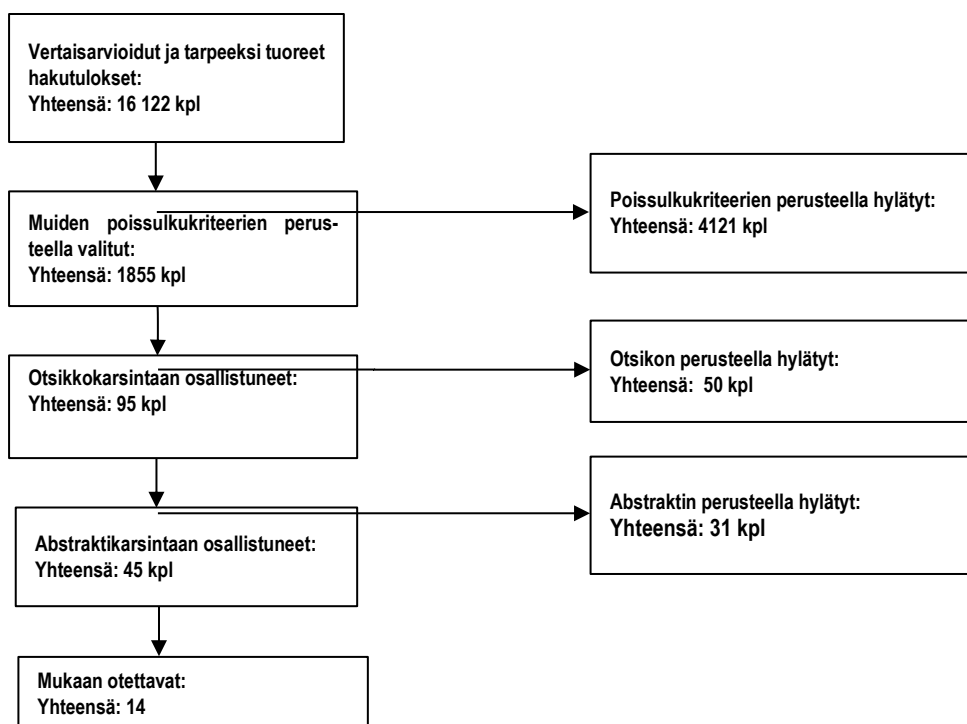 Vertaisarvioidut ja tarpeeksi tuoreet
hakutulokset:
Yhteensä: 16 122 kpl
Poissulkukriteerien perusteella hylätyt:
Yhteensä: 4121 kpl
Muiden poissulkukriteerien perus-
teella valitut:
Yhteensä: 1855 kpl
Otsikon perusteella hylätyt:
Yhteensä: 50 kpl
Otsikkokarsintaan osallistuneet:
Yhteensä: 95 kpl
Abstraktin perusteella hylätyt:
Yhteensä: 31 kpl
Abstraktikarsintaan osallistuneet:
Yhteensä: 45 kpl
Mukaan otettavat:
Yhteensä: 14